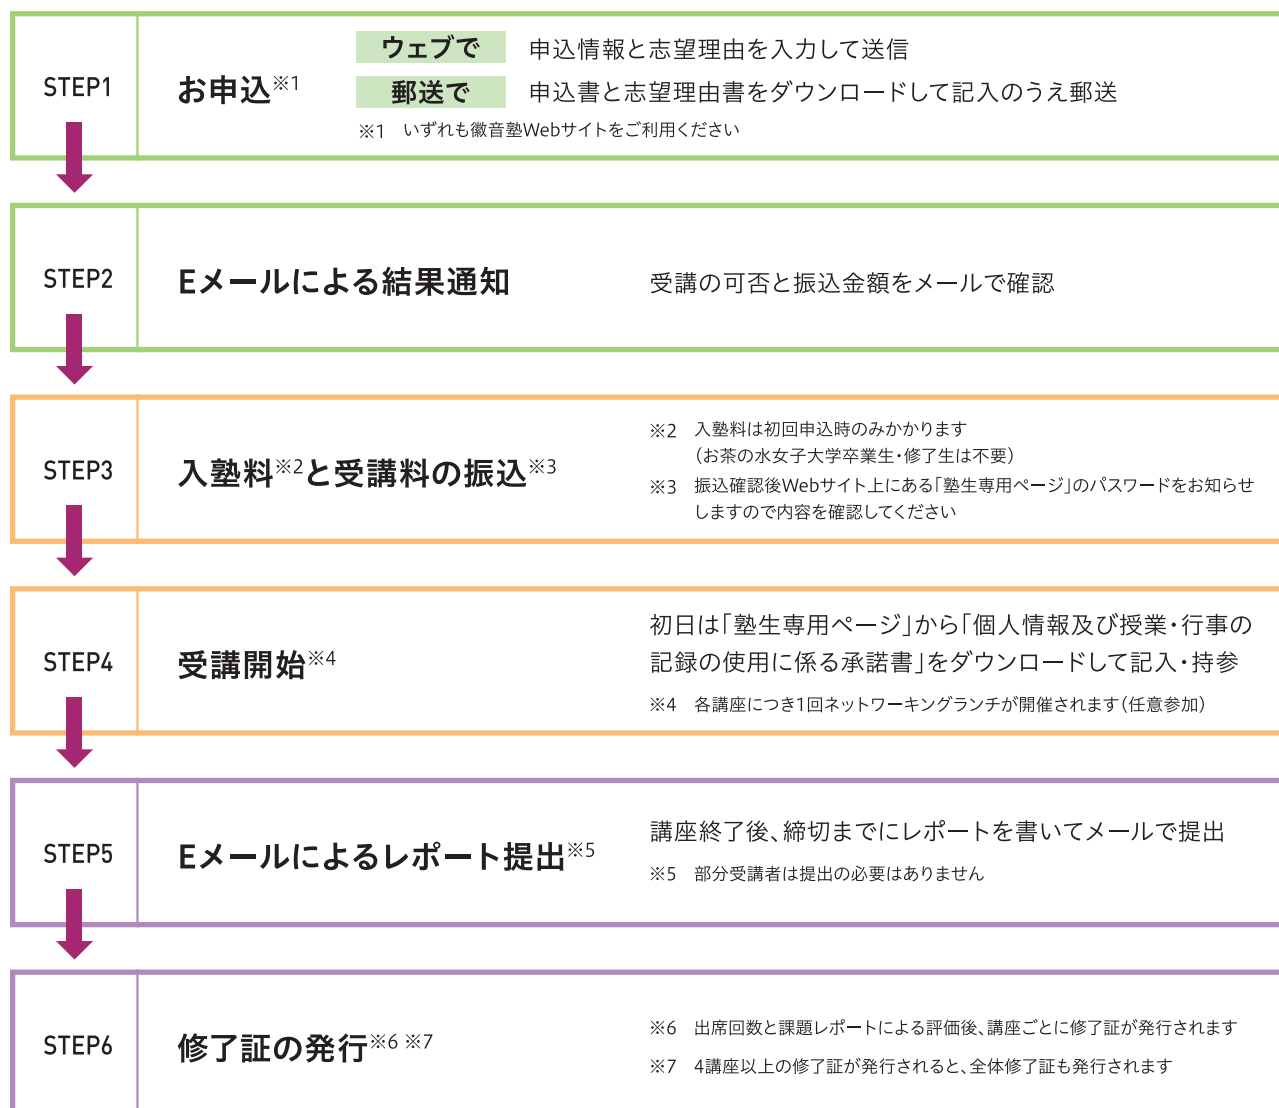 STEP1
お申込※1
ウェブで 申込情報と志望理由を入力して送信
郵送で 申込書と志望理由書をダウンロードして記入のうえ郵送
※1 いずれも徽音塾Webサイトをご利用ください
STEP2
Eメールによる結果通知
受講の可否と振込金額をメールで確認
STEP3
入塾料※2と受講料の振込※3
※2 入塾料は初回申込時のみかかります
(お茶の水女子大学卒業生・修了生は不要)
※3 振込確認後Webサイト上にある「塾生専用ページ」のパスワードをお知らせ
しますので内容を確認してください
STEP4
受講開始※4
初日は「塾生専用ページ」から「個人情報及び授業・行事の
記録の使用に係る承諾書」をダウンロードして記入・持参
※4 各講座につき1回ネットワーキングランチが開催されます(任意参加)
STEP5
Eメールによるレポート提出※5
講座終了後、締切までにレポートを書いてメールで提出
※5 部分受講者は提出の必要はありません
STEP6
修了証の発行※6 ※7
※6 出席回数と課題レポートによる評価後、講座ごとに修了証が発行されます
※7 4講座以上の修了証が発行されると、全体修了証も発行されます